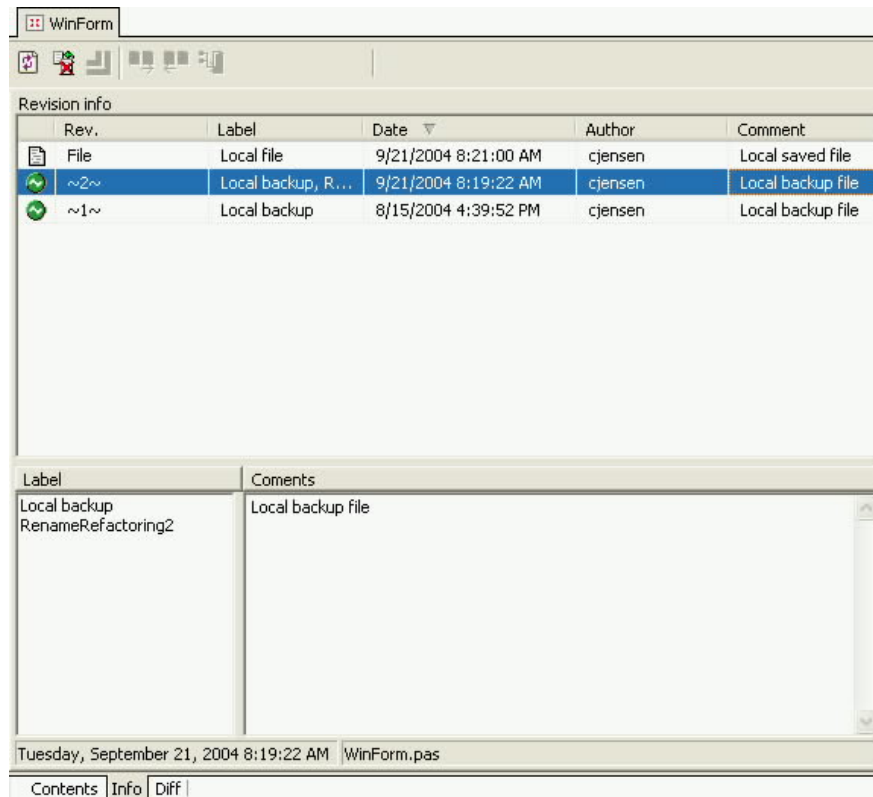 WinForm
Revision info
Rev. Label Date Author Comment
File Local file 9/21/2004 8:21:00 AM cjensen Local saved file
~2~ Local backup, R... 9/21/2004 8:19:22 AM cjensen Local backup file
~1~ Local backup 8/15/2004 4:39:52 PM cjensen Local backup file
Label Coments
Local backup Local backup file
RenameRefactoring2
Tuesday, September 21, 2004 8:19:22 AM WinForm.pas
Contents Info Diff